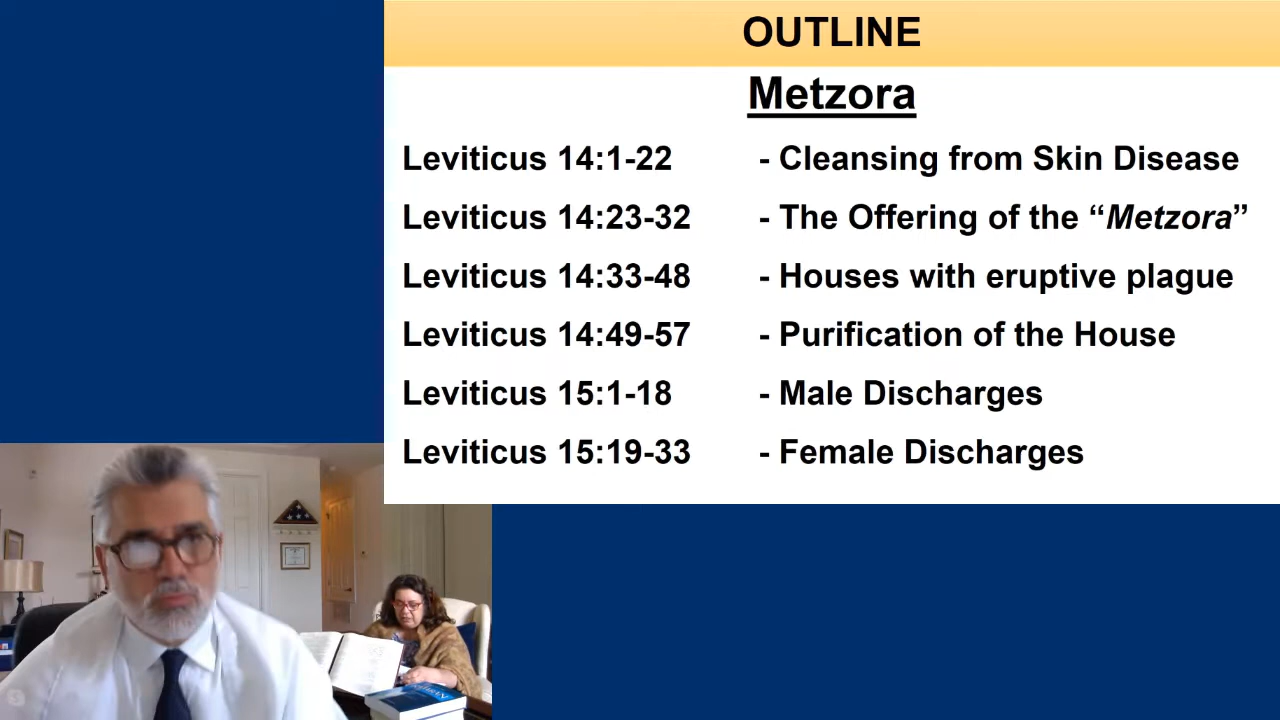 OUTLINE
Metzora
Leviticus 14:1-22 - Cleansing from Skin Disease
Leviticus 14:23-32 - The Offering of the “Metzora”
Leviticus 14:33-48 - Houses with eruptive plague
Leviticus 14:49-57 - Purification of the House
Leviticus 15:1-18 - Male Discharges
Leviticus 15:19-33 - Female Discharges